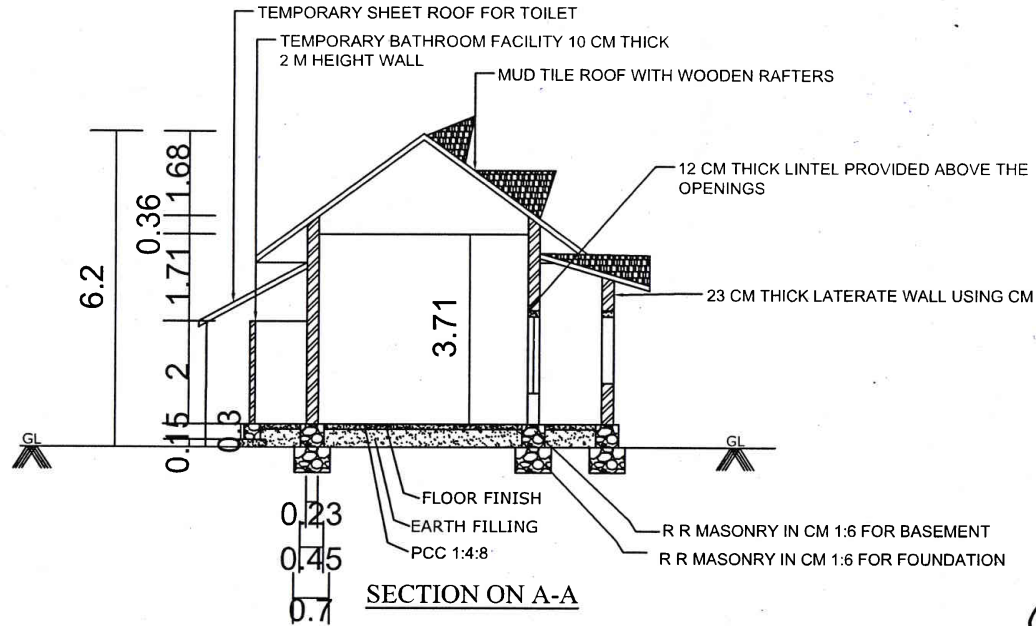 TEMPORARY SHEET ROOF FOR TOILET
TEMPORARY BATHROOM FACILITY 10 CM THICK
2 M HEIGHT WALL
MUD TILE ROOF WITH WOODEN RAFTERS
12 CM THICK LINTEL PROVIDED ABOVE THE
OPENINGS
23 CM THICK LATERATE WALL USING CM
6.2
1.68
0.36
1.71
2
0.15
0.3
3.71
GL
GL
FLOOR FINISH
EARTH FILLING
PCC 1:4:8
0.23
0.45
0.7
R R MASONRY IN CM 1:6 FOR BASEMENT
R R MASONRY IN CM 1:6 FOR FOUNDATION
SECTION ON A-A